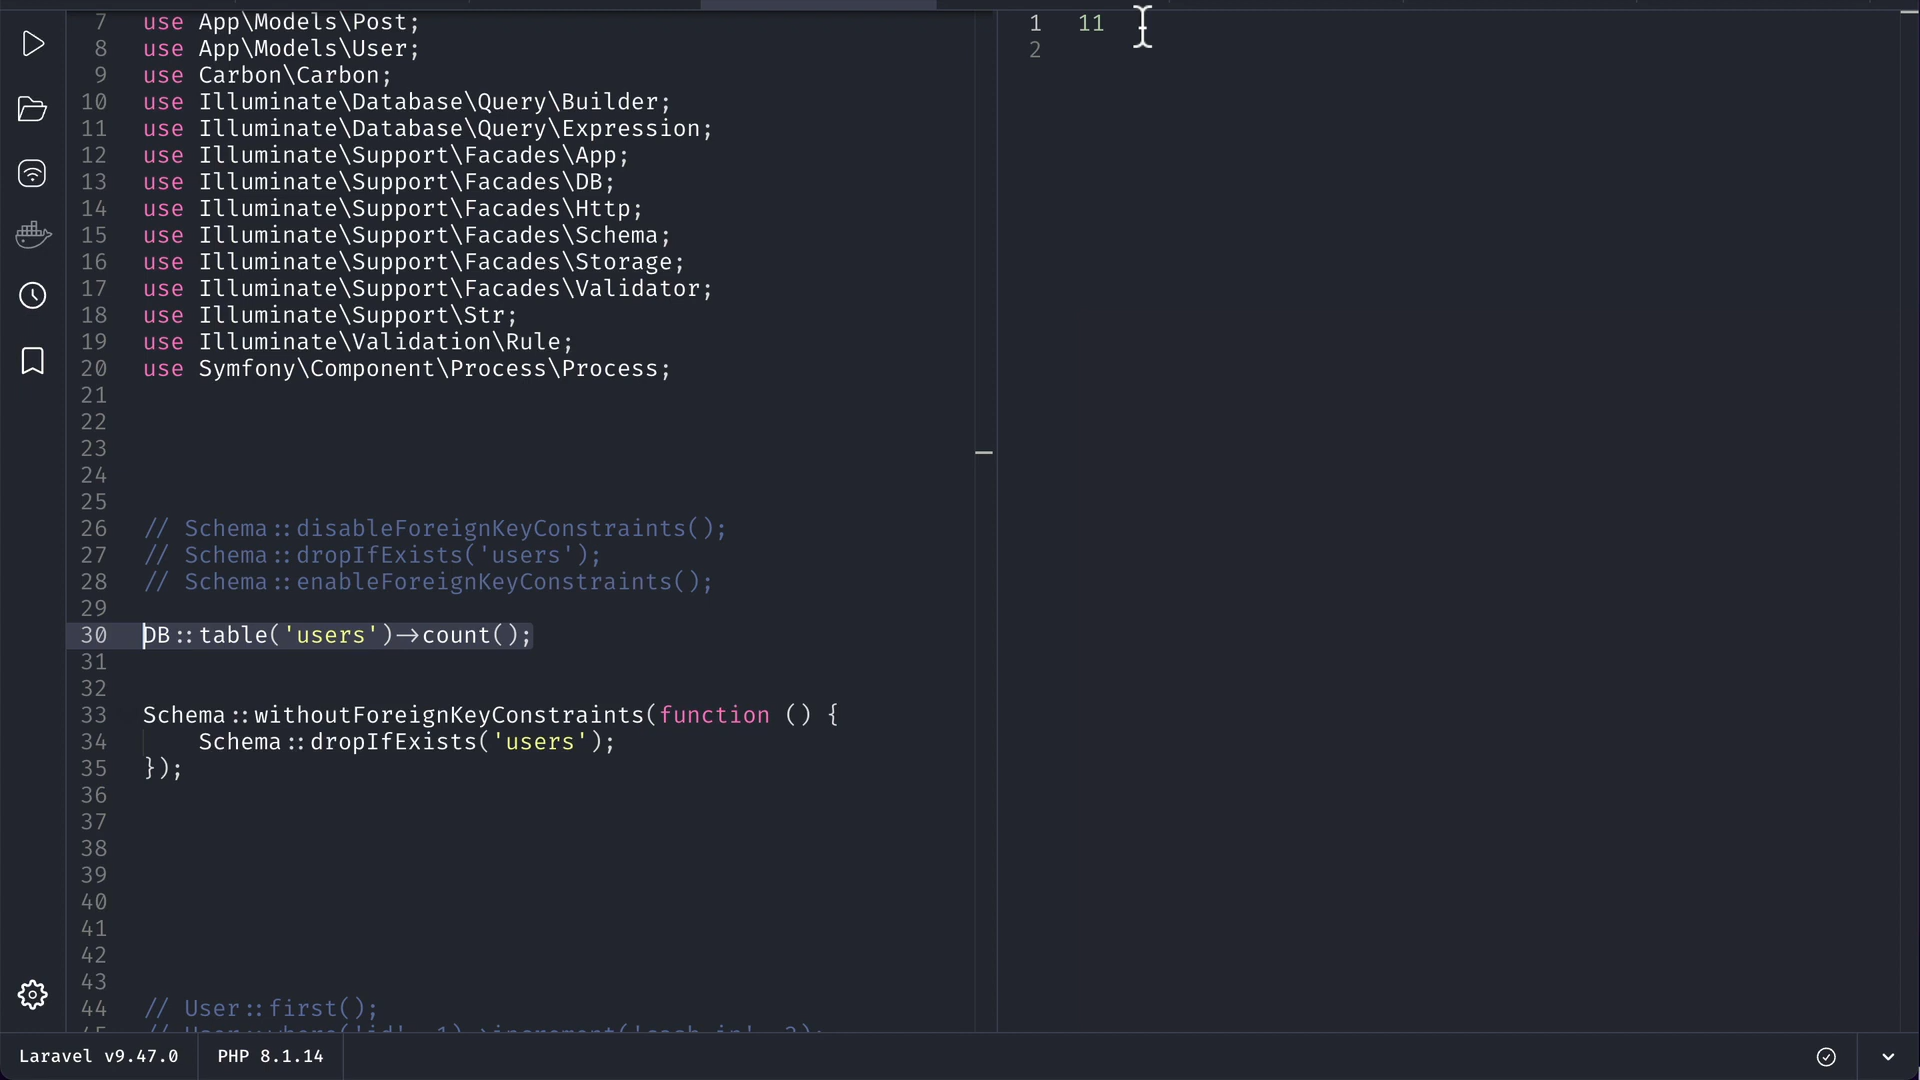 7 use App\Models\Post;
8 use App\Models\User;
9 use Carbon\Carbon;
10 use Illuminate\Database\Query\Builder;
11 use Illuminate\Database\Query\Expression;
12 use Illuminate\Support\Facades\App;
13 use Illuminate\Support\Facades\DB;
14 use Illuminate\Support\Facades\Http;
15 use Illuminate\Support\Facades\Schema;
16 use Illuminate\Support\Facades\Storage;
17 use Illuminate\Support\Facades\Validator;
18 use Illuminate\Support\Str;
19 use Illuminate\Validation\Rule;
20 use Symfony\Component\Process\Process;
21
22
23
24
25
26 // Schema::disableForeignKeyConstraints();
27 // Schema::dropIfExists('users');
28 // Schema::enableForeignKeyConstraints();
29
30 DB::table('users')->count();
31
32
33 Schema::withoutForeignKeyConstraints(function () {
34 Schema::dropIfExists('users');
35 });
36
37
38
39
40
41
42
43
44 // User::first();
1 11
2
Laravel v9.47.0
PHP 8.1.14